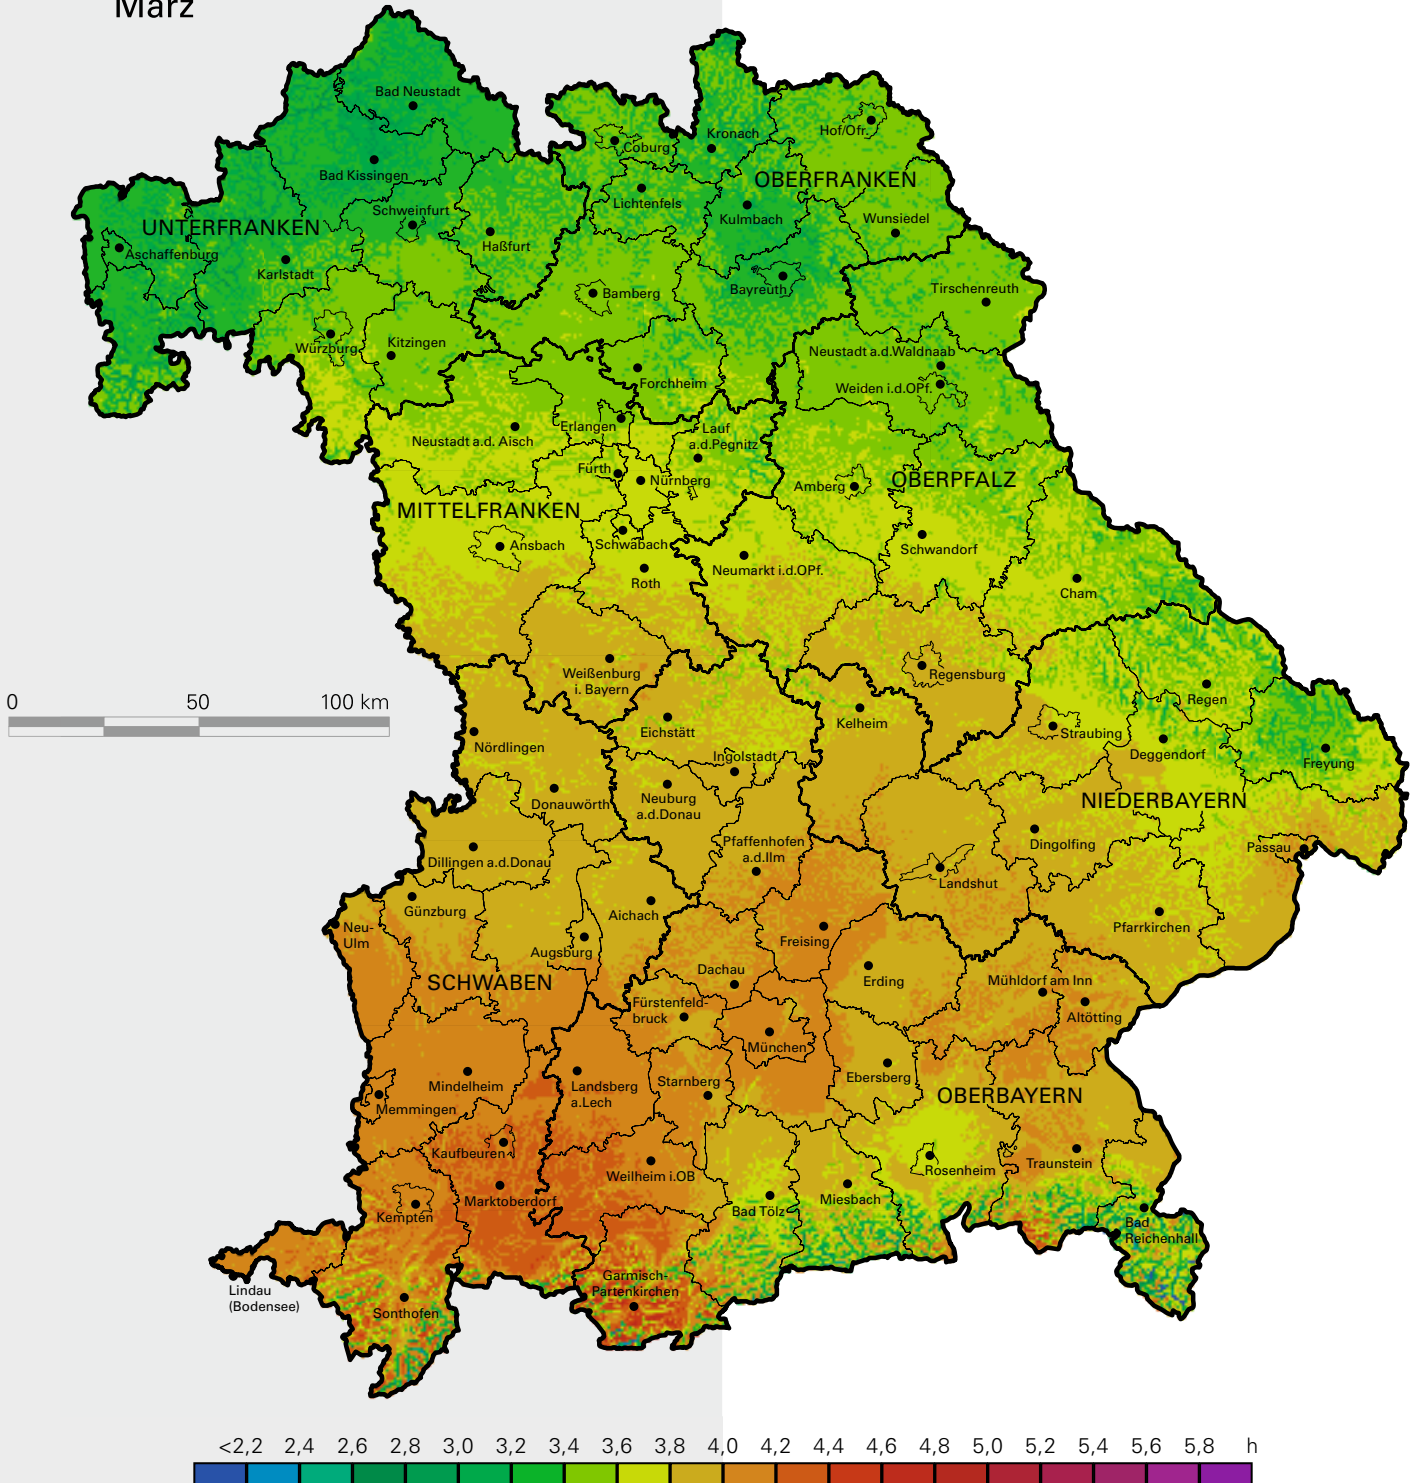 März
Bad Neustadt
Kronach
Hof/Ofr.
Coburg
Bad Kissingen
OBERFRANKEN
Lichtenfels
Schweinfurt
Kulmbach
Wunsiedel
UNTERFRANKEN
Haßfurt
Aschaffenburg
Karlstadt
Bayreuth
Tirschenreuth
Bamberg
Würzburg
Kitzingen
Neustadt a.d.Waldnaab
Forchheim
Weiden i.d.OPf.
Erlangen
Lauf
a.d.Pegnitz
Neustadt a.d. Aisch
Fürth
Nürnberg
Amberg
OBERPFALZ
MITTELFRANKEN
Ansbach
Schwabach
Schwandorf
Neumarkt i.d.OPf.
Roth
Cham
Weißenburg
i. Bayern
Regensburg
0 50 100 km
Regen
Eichstätt
Kelheim
Straubing
Nördlingen
Deggendorf
Ingolstadt
Freyung
Donauwörth
Neuburg
a.d.Donau
NIEDERBAYERN
Pfaffenhofen
a.d.Ilm
Dingolfing
Passau
Dillingen a.d.Donau
Landshut
Günzburg
Aichach
Neu-
Ulm
Pfarrkirchen
Freising
Augsburg
Dachau
SCHWABEN
Erding
Mühldorf am Inn
Fürstenfeld-
bruck
Altötting
München
Mindelheim
Landsberg
a.Lech
Starnberg
Ebersberg
OBERBAYERN
Memmingen
Kaufbeuren
Weilheim i.OB
Rosenheim
Traunstein
Marktoberdorf
Miesbach
Bad Tölz
Kempten
Bad
Reichenhall
Garmisch-
Partenkirchen
Lindau
(Bodensee)
Sonthofen
<2,2 2,4 2,6 2,8 3,0 3,2 3,4 3,6 3,8 4,0 4,2 4,4 4,6 4,8 5,0 5,2 5,4 5,6 5,8 h